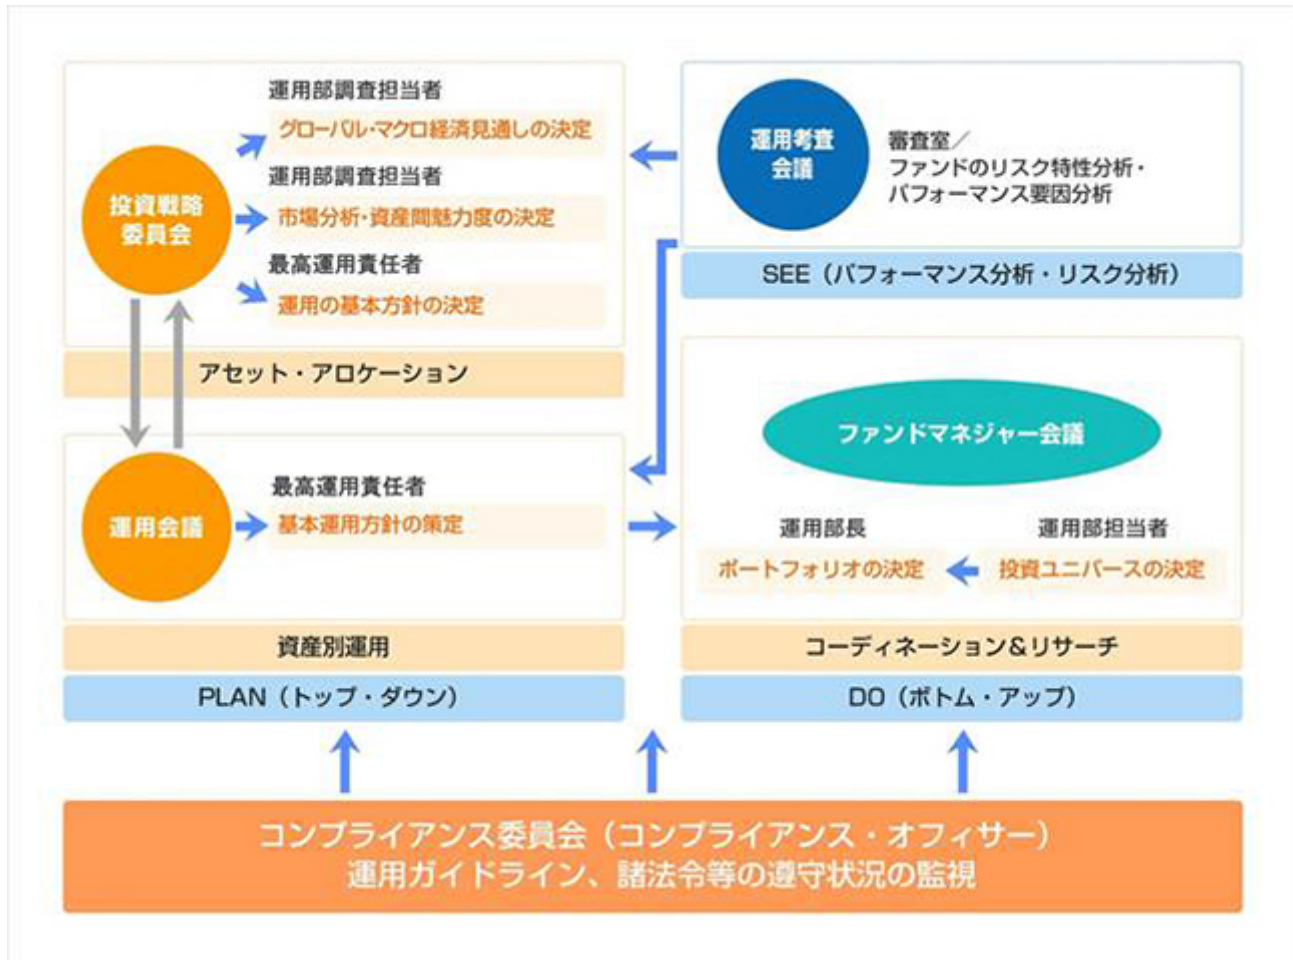 運用部調査担当者
グローバル・マクロ経済見通しの決定
投資戦略
委員会
運用部調査担当者
市場分析・資産間魅力度の決定
最高運用責任者
運用の基本方針の決定
アセット・アロケーション
運用会議
最高運用責任者
基本運用方針の策定
資産別運用
PLAN（トップ・ダウン）
運用考査
会議
審査室／
ファンドのリスク特性分析・
パフォーマンス要因分析
SEE（パフォーマンス分析・リスク分析）
ファンドマネジャー会議
運用部長
ポートフォリオの決定
運用部担当者
投資ユニバースの決定
コーディネーション＆リサーチ
DO（ボトム・アップ）
コンプライアンス委員会（コンプライアンス・オフィサー）
運用ガイドライン、諸法令等の遵守状況の監視